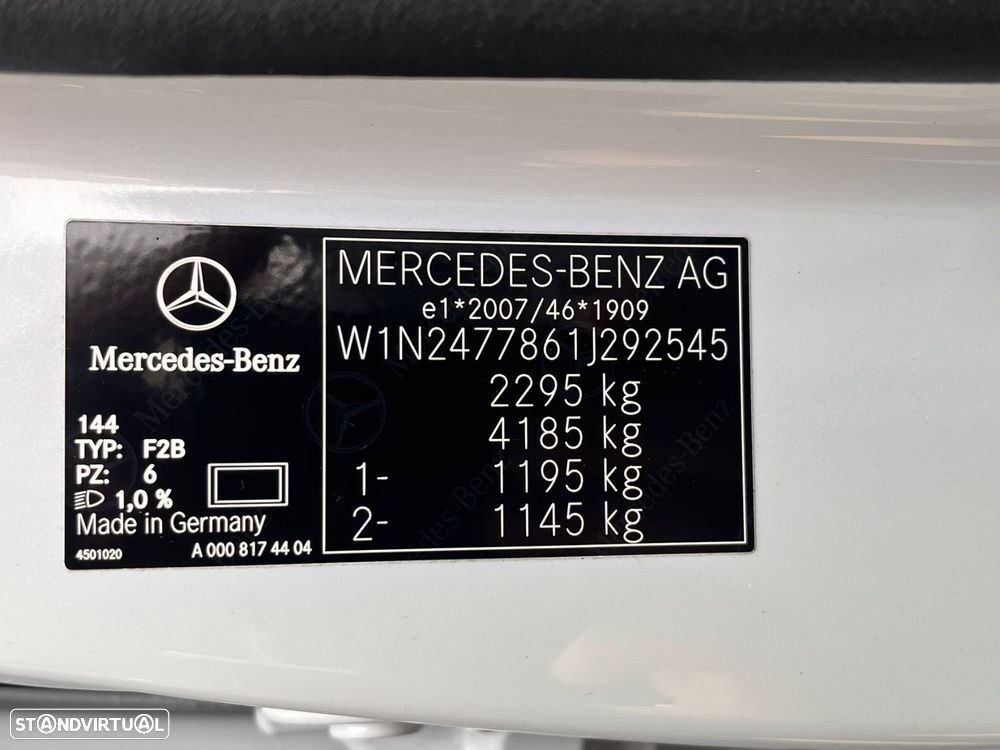 Mercedes-Benz
144
TYP: F2B
PZ: 6
1,0 %
Made in Germany
4501020 A 000 817 44 04
MERCEDES-BENZ AG
e1*2007/46*1909
W1N2477861J292545
2295 kg
4185 kg
1- 1195 kg
2- 1145 kg
STANDVIRTUAL